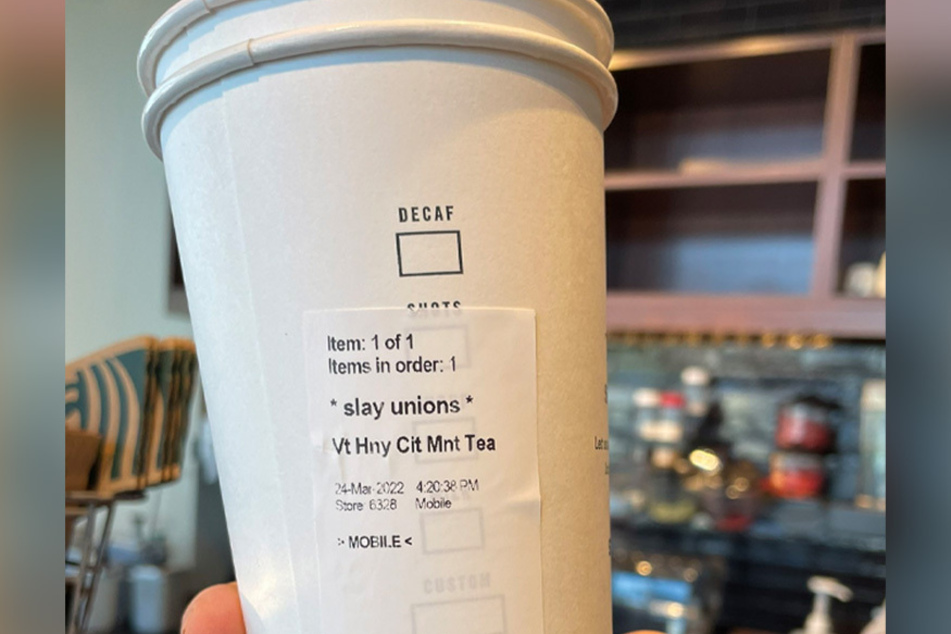 DECAF
SHOTS
Item: 1 of 1
Items in order: 1
* slay unions *
Vt Hny Cit Mnt Tea
24-Mar-2022 4:20:38 PM
Store 6328 Mobile
> MOBILE <
CUSTOM